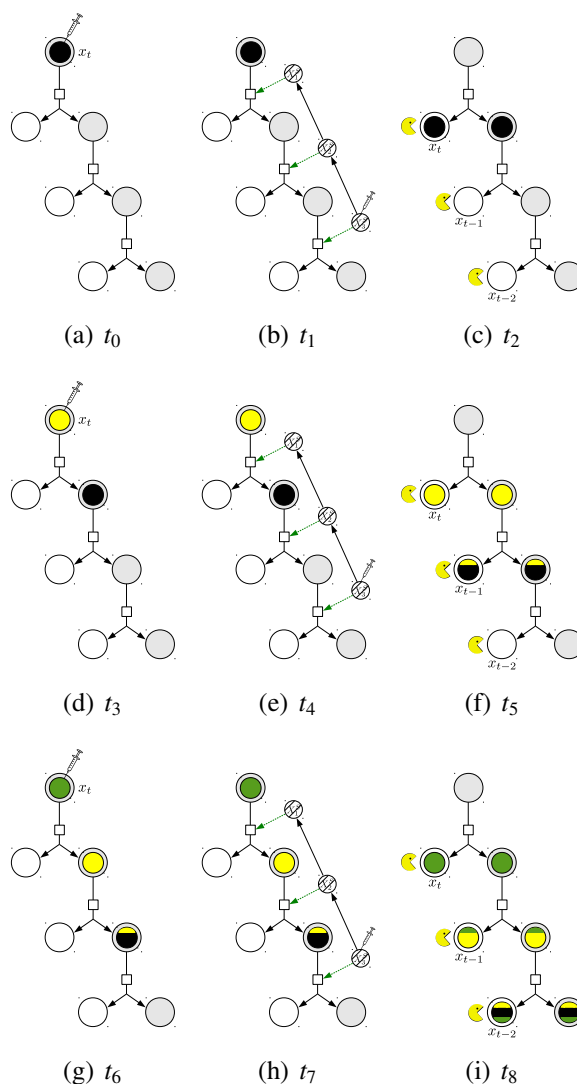 x_t
x_t
x_{t-1}
x_{t-2}
(a) t_0 (b) t_1 (c) t_2
x_t
x_t
x_{t-1}
x_{t-2}
(d) t_3 (e) t_4 (f) t_5
x_t
x_t
x_{t-1}
x_{t-2}
(g) t_6 (h) t_7 (i) t_8